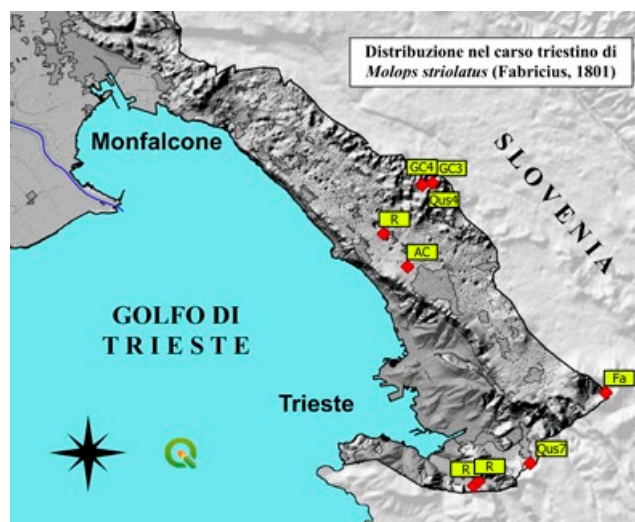 Distribuzione nel carso triestino di
Molops striolatus (Fabricius, 1801)
Monfalcone
SLOVENIA
GC4 GC3
Qus4
R
AC
GOLFO DI
TRIESTE
Trieste
Fa
Qus7
R R